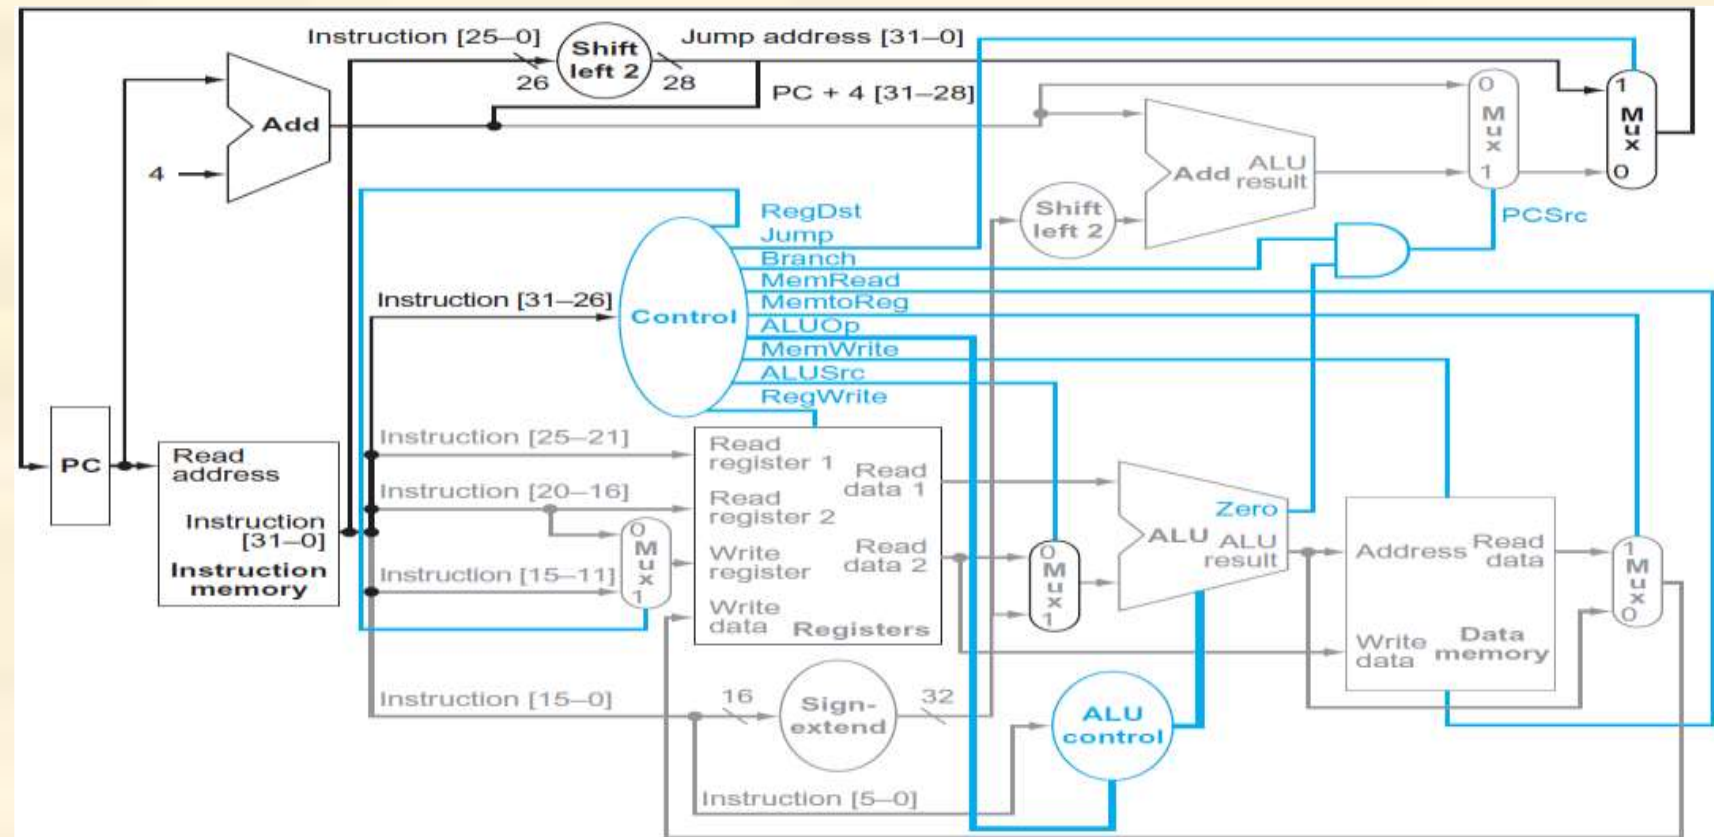 Instruction [25–0]
Shift
left 2
Jump address [31–0]
26
28
PC + 4 [31–28]
Add
4
0
M
u
x
1
1
M
u
x
0
Add
ALU
result
Shift
left 2
PCSrc
RegDst
Jump
Branch
MemRead
MemtoReg
ALUOp
MemWrite
ALUSrc
RegWrite
Instruction [31–26]
Control
PC
Read
address
Instruction
[31–0]
Instruction
memory
Instruction [25–21]
Instruction [20–16]
Instruction [15–11]
0
M
u
x
1
Read
register 1
Read
register 2
Write
register
Write
data
Read
data 1
Read
data 2
Registers
0
M
u
x
1
Zero
ALU
ALU
result
Address
Read
data
Write
data
Data
memory
1
M
u
x
0
Instruction [15–0]
16
Sign-
extend
32
ALU
control
Instruction [5–0]